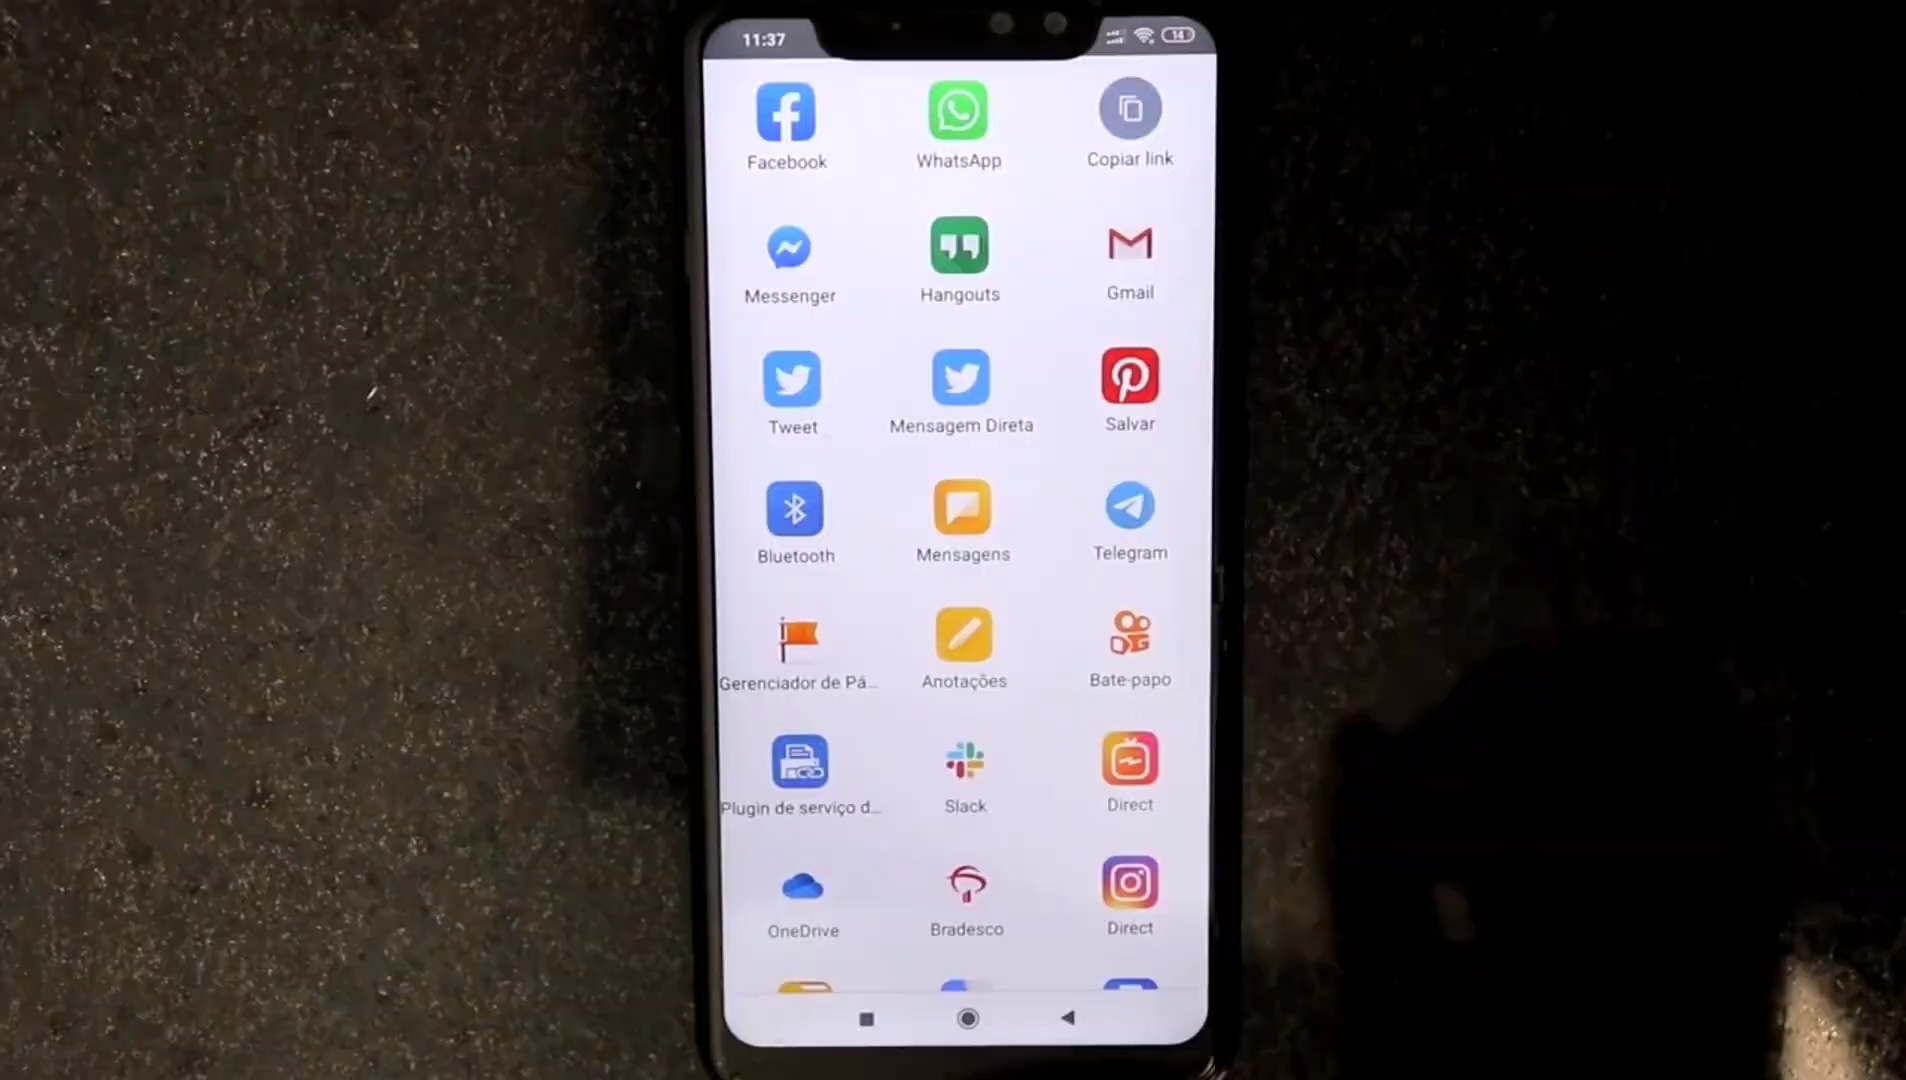 11:37
14
Facebook
WhatsApp
Copiar link
Messenger
Hangouts
Gmail
Tweet
Mensagem Direta
Salvar
Bluetooth
Mensagens
Telegram
Gerenciador de Pá...
Anotações
Bate-papo
Plugin de serviço d...
Slack
Direct
OneDrive
Bradesco
Direct